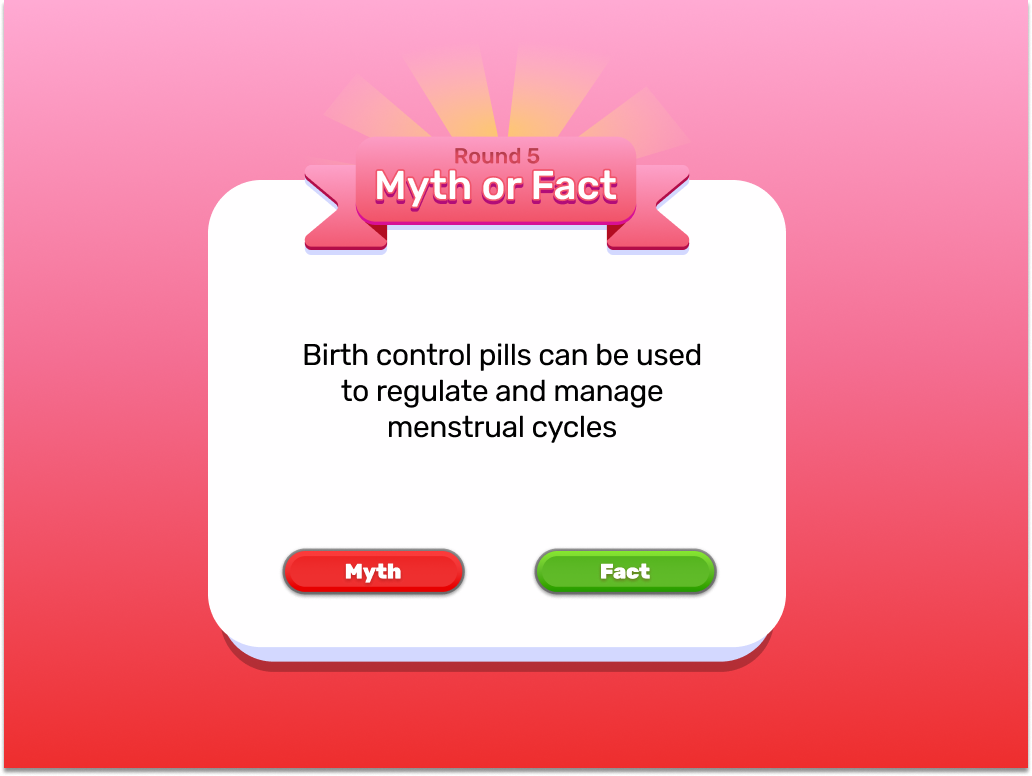 Round 5
Myth or Fact
Birth control pills can be used
to regulate and manage
menstrual cycles
Myth
Fact